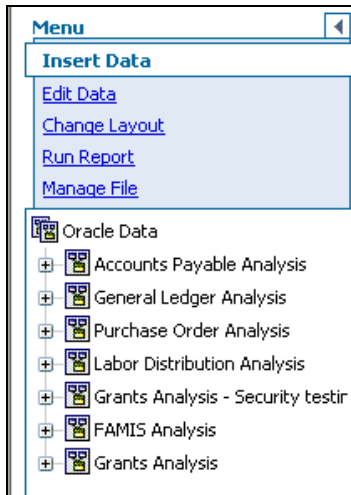 Menu
Insert Data
Edit Data
Change Layout
Run Report
Manage File
Oracle Data
Accounts Payable Analysis
General Ledger Analysis
Purchase Order Analysis
Labor Distribution Analysis
Grants Analysis - Security testin
FAMIS Analysis
Grants Analysis